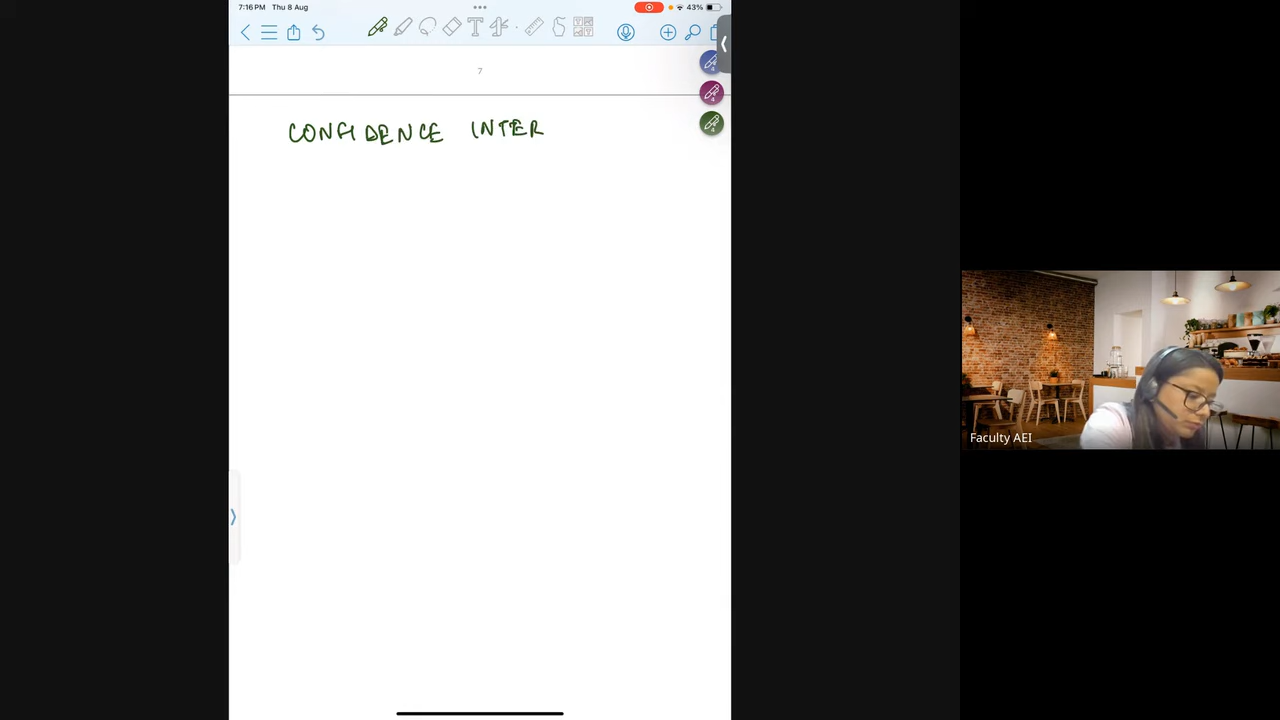 7:16 PM Thu 8 Aug
43%
7
CONFIDENCE INTER
Faculty AEI